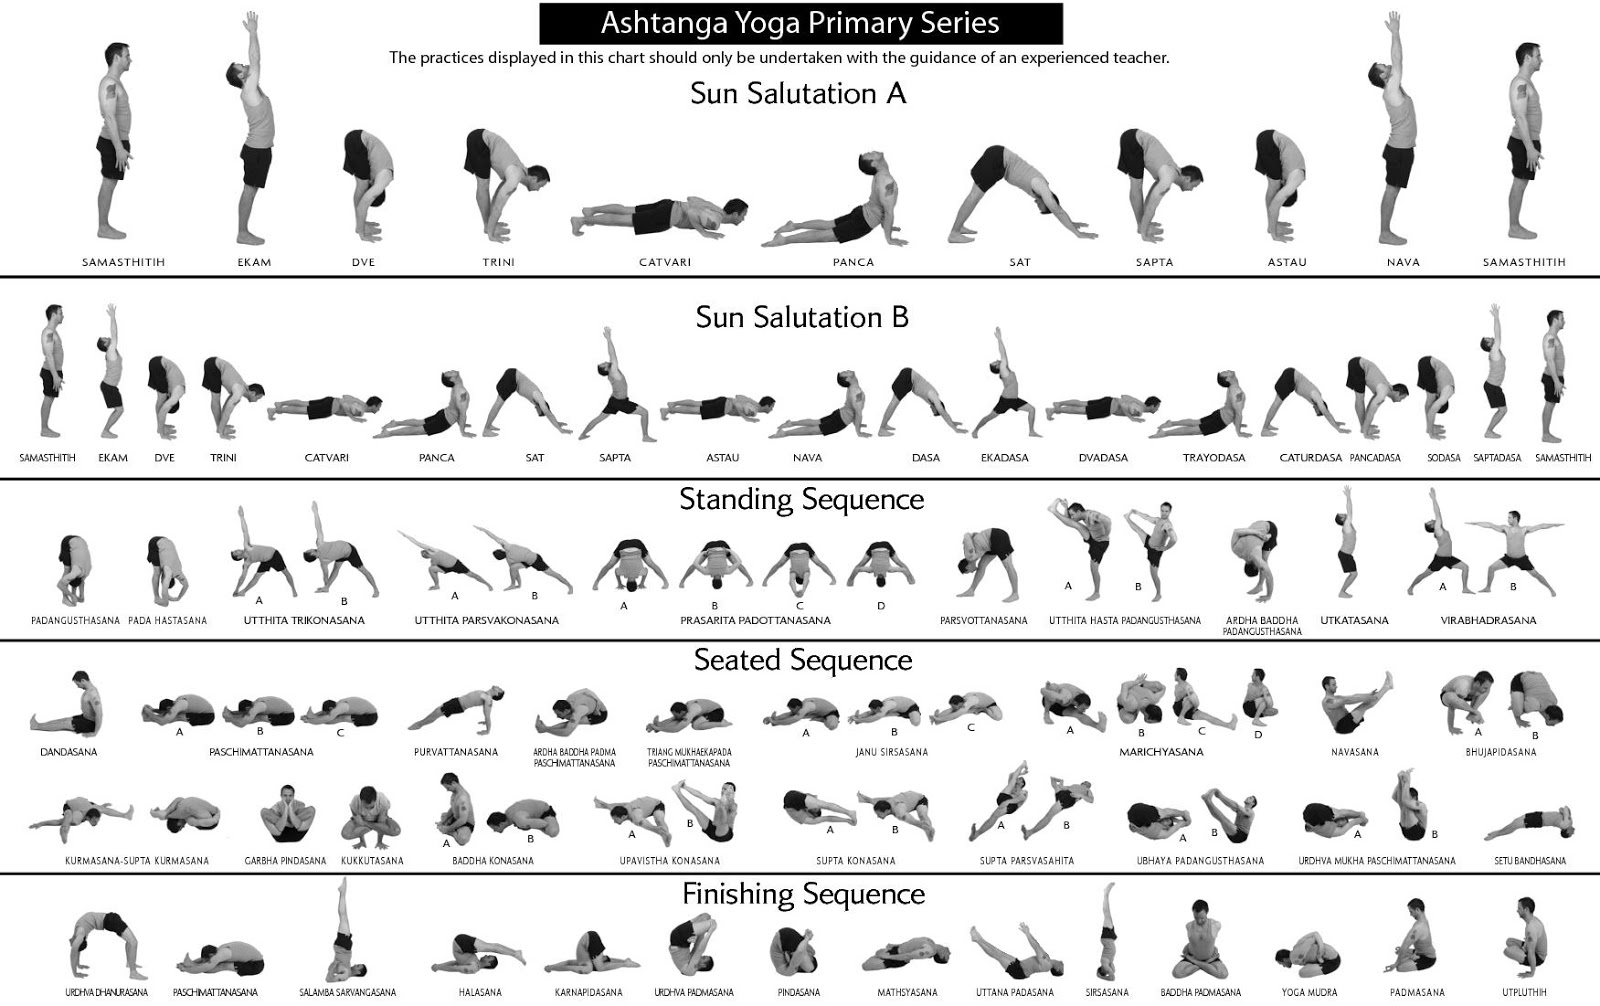 Ashtanga Yoga Primary Series
The practices displayed in this chart should only be undertaken with the guidance of an experienced teacher.
Sun Salutation A
SAMASTHITIH EKAM DVE TRINI CATVARI PANCA SAT SAPTA ASTAU NAVA SAMASTHITIH
Sun Salutation B
SAMASTHITIH EKAM DVE TRINI CATVARI PANCA SAT SAPTA ASTAU NAVA DASA EKADASA DVADASA TRAYODASA CATURDASA PANCADASA SODASA SAPTADASA SAMASTHITIH
Standing Sequence
A B A B A B C D A B A B
PADANGUSTHASANA PADA HASTASANA UTTHITA TRIKONASANA UTTHITA PARSVAKONASANA PRASARITA PADOTTANASANA PARSVOTTANASANA UTTHITA HASTA PADANGUSTHASANA ARDHA BADDHA UTKATASANA VIRABHADRASANA
PADANGUSTHASANA
Seated Sequence
A B C A B C A B C D A B
DANDASANA PASCHIMATTANASANA PURVATTANASANA ARDHA BADDHA PADMA TRIANG MUKHAEKAPADA JANU SIRSASANA MARICHYASANA NAVASANA BHUJAPIDASANA
PASCHIMATTANASANA PASCHIMATTANASANA
A B A B A B A B A B A B
KURMASANA-SUPTA KURMASANA GARBHA PINDASANA KUKKUTASANA BADDHA KONASANA UPAVISTHA KONASANA SUPTA KONASANA SUPTA PARSVASAHITA UBHAYA PADANGUSTHASANA URDHVA MUKHA PASCHIMATTANASANA SETU BANDHASANA
Finishing Sequence
URDHVA DHANURASANA PASCHIMATTANASANA SALAMBA SARVANGASANA HALASANA KARNAPIDASANA URDHVA PADMASANA PINDASANA MATHSYASANA UTTANA PADASANA SIRSASANA BADDHA PADMASANA YOGA MUDRA PADMASANA UTPLUTHIH